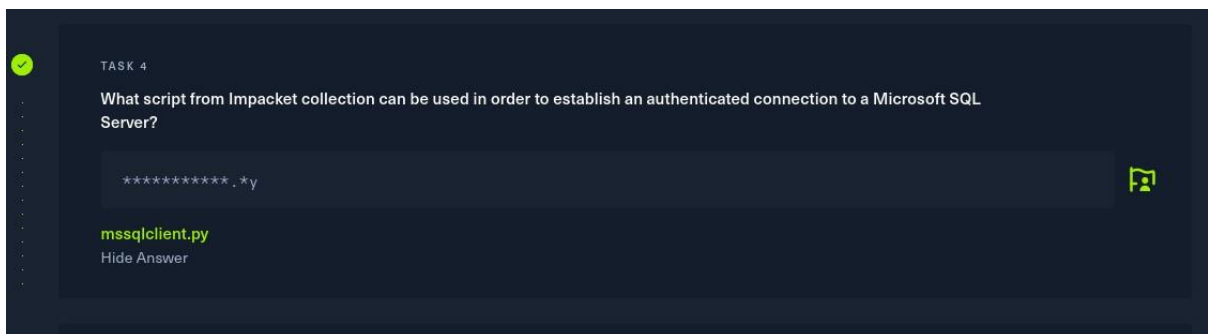 TASK 4
What script from Impacket collection can be used in order to establish an authenticated connection to a Microsoft SQL
Server?
***********.*y
mssqlclient.py
Hide Answer